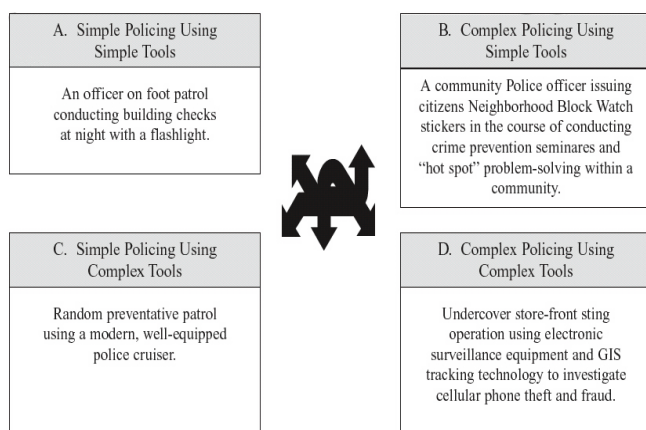 A. Simple Policing Using
Simple Tools
An officer on foot patrol
conducting building checks
at night with a flashlight.
B. Complex Policing Using
Simple Tools
A community Police officer issuing
citizens Neighborhood Block Watch
stickers in the course of conducting
crime prevention seminares and
“hot spot” problem-solving within a
community.
C. Simple Policing Using
Complex Tools
Random preventative patrol
using a modern, well-equipped
police cruiser.
D. Complex Policing Using
Complex Tools
Undercover store-front sting
operation using electronic
surveillance equipment and GIS
tracking technology to investigate
cellular phone theft and fraud.